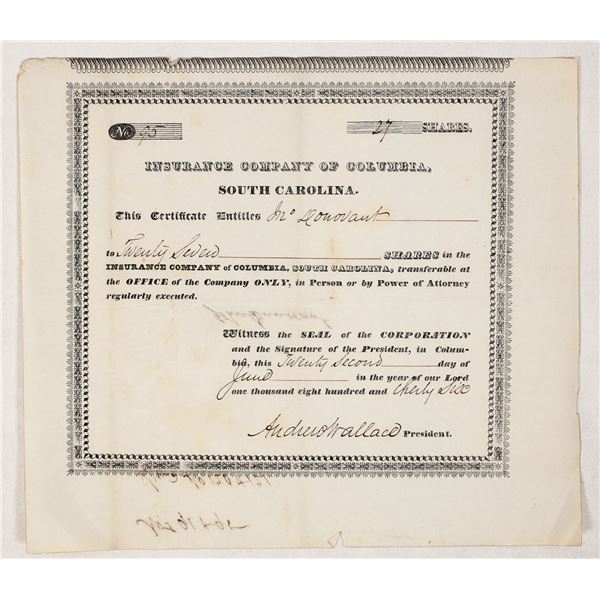 No 95 27 SHARES.
INSURANCE COMPANY OF COLUMBIA,
SOUTH CAROLINA.
This Certificate Entitles Jno Donovant
to Twenty Seven SHARES in the
INSURANCE COMPANY of COLUMBIA, SOUTH CAROLINA, transferable at
the OFFICE of the Company ONLY, in Person or by Power of Attorney
regularly executed.
Witness the SEAL of the CORPORATION
and the Signature of the President, in Colum-
bia, this Twenty Second day of
June in the year of our Lord
one thousand eight hundred and thirty Six
Andrew Wallace President.